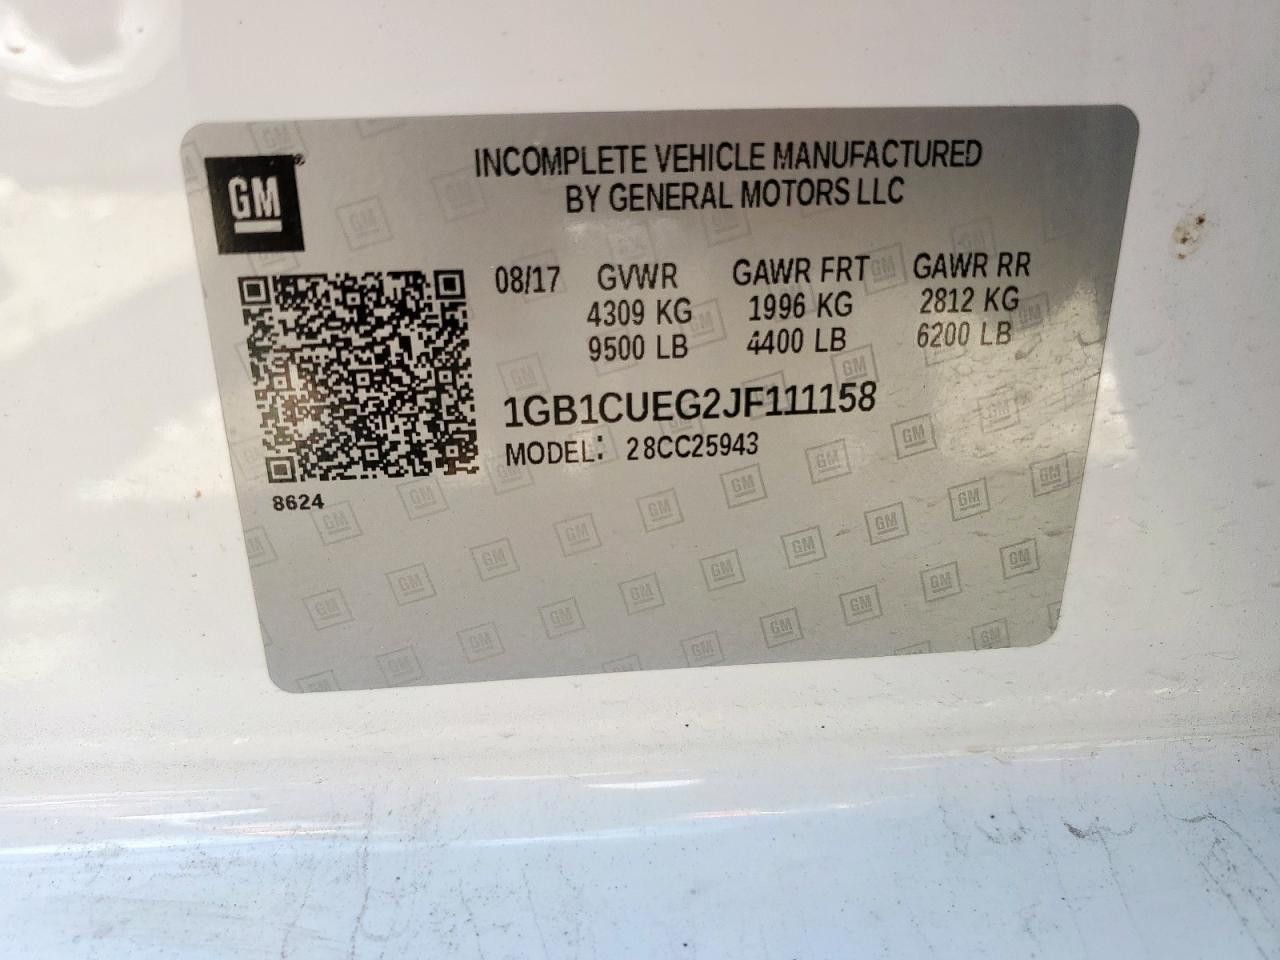 GM
INCOMPLETE VEHICLE MANUFACTURED
BY GENERAL MOTORS LLC
08/17 GVWR GAWR FRT GAWR RR
4309 KG 1996 KG 2812 KG
9500 LB 4400 LB 6200 LB
1GB1CUEG2JF111158
MODEL: 28CC25943
8624